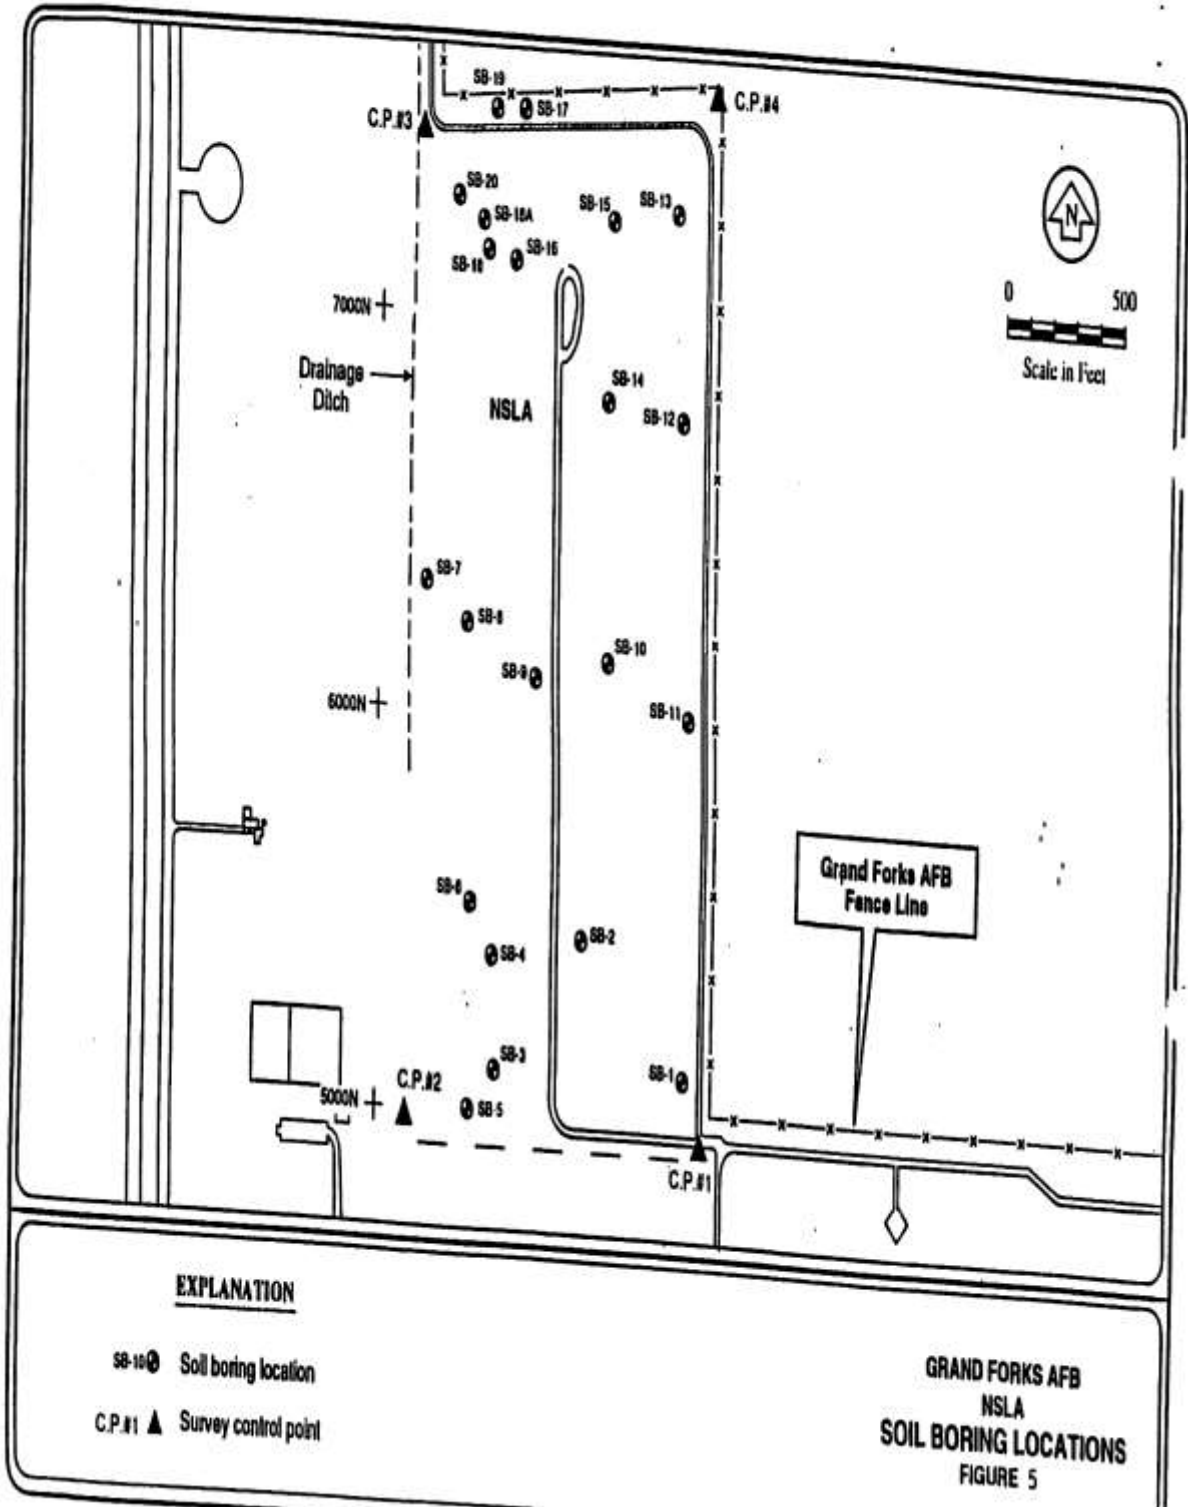 SB-19
SB-17
C.P.#3
C.P.#4
SB-20
SB-18A
SB-15
SB-13
SB-18
SB-16
N
7000N
0 500
Scale in Feet
Drainage
Ditch
NSLA
SB-14
SB-12
SB-7
SB-8
SB-9
SB-10
6000N
SB-11
Grand Forks AFB
Fence Line
SB-6
SB-4
SB-2
SB-3
SB-1
5000N
C.P.#2
SB-5
C.P.#1
EXPLANATION
SB-10 Soil boring location
C.P.#1 Survey control point
GRAND FORKS AFB
NSLA
SOIL BORING LOCATIONS
FIGURE 5